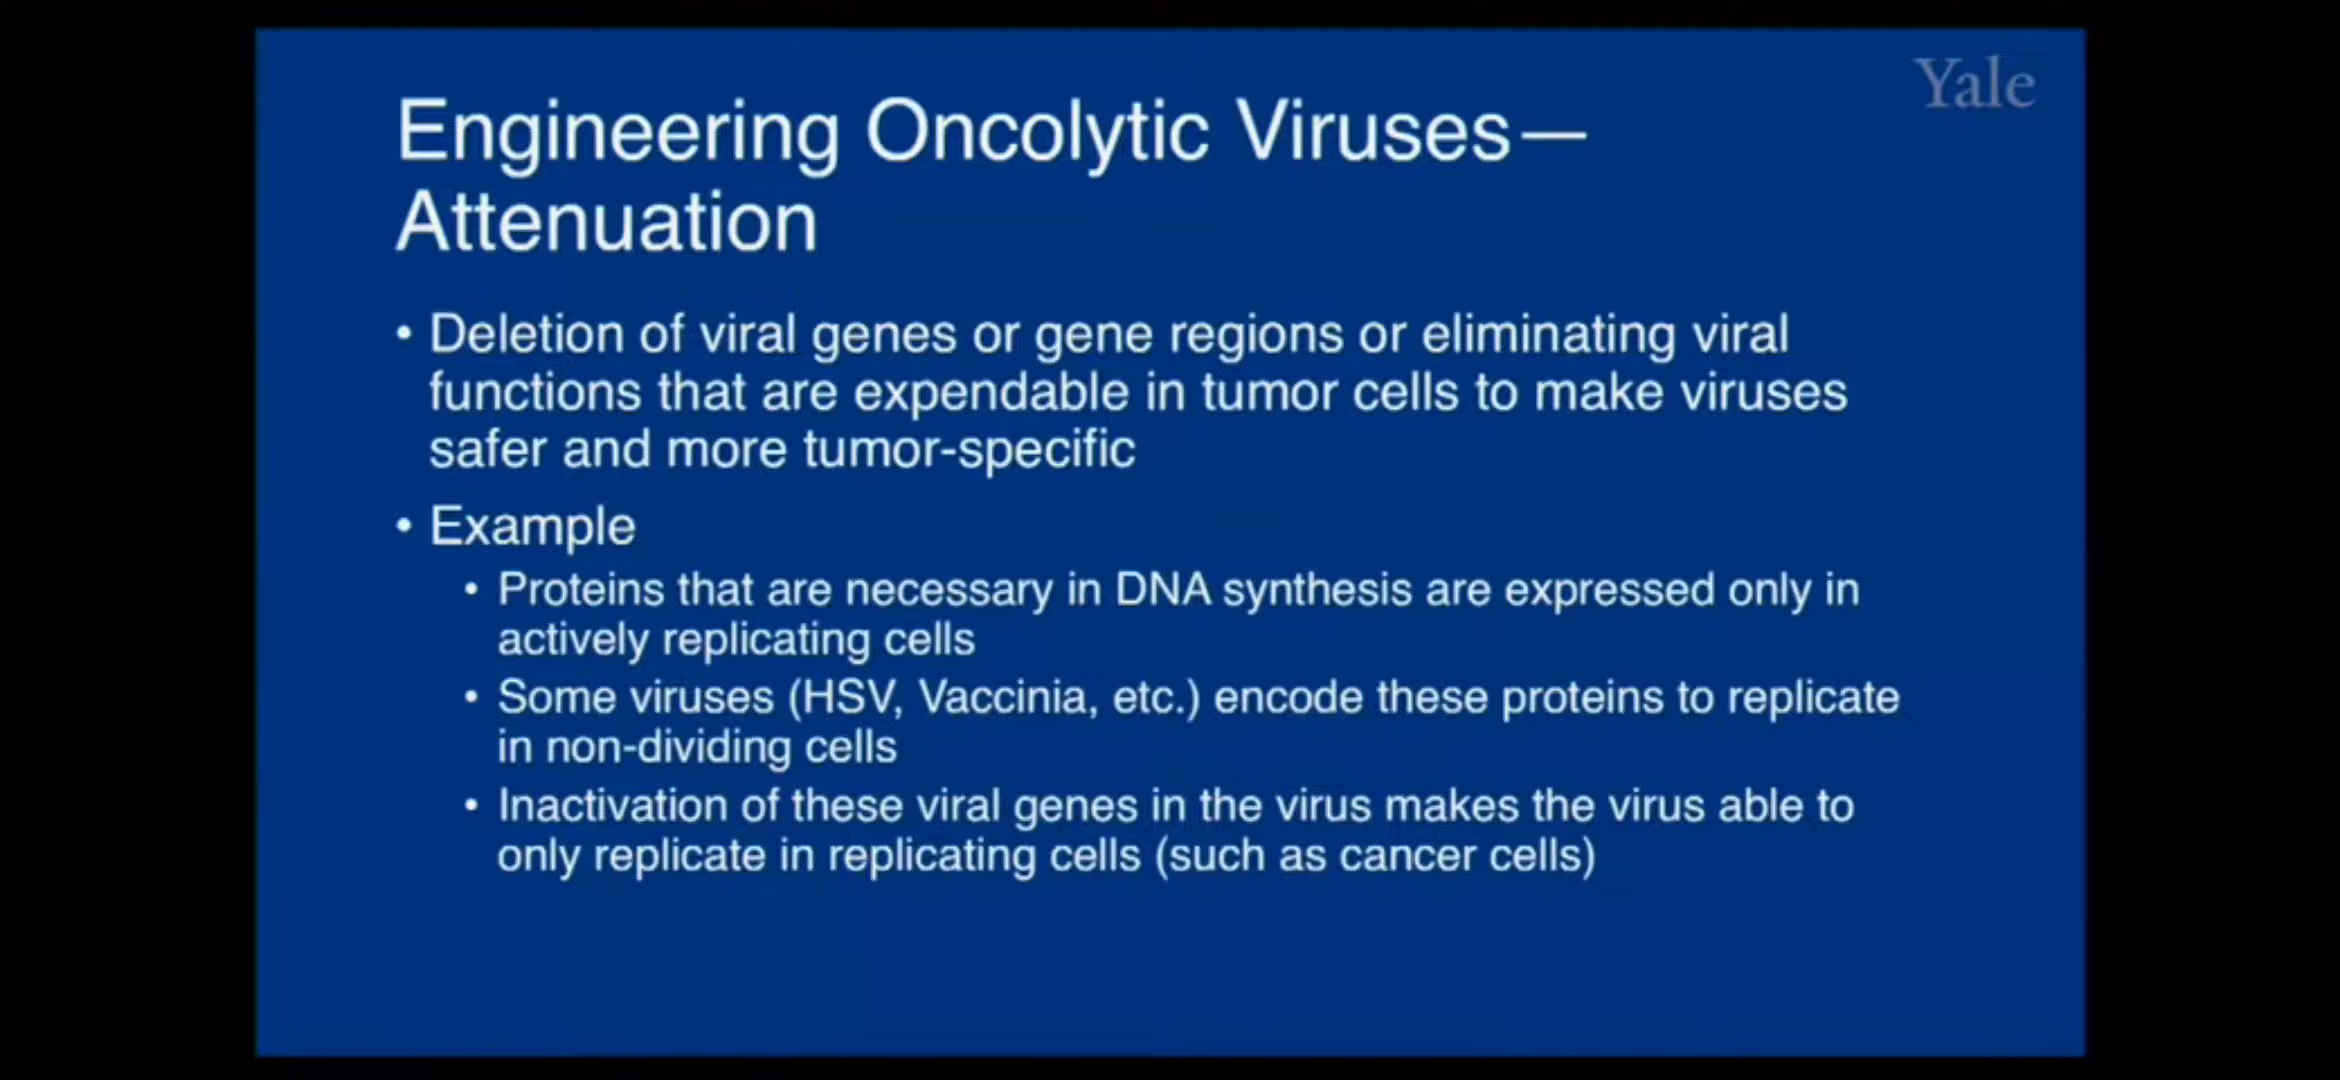 Yale
Engineering Oncolytic Viruses—
Attenuation
• Deletion of viral genes or gene regions or eliminating viral
functions that are expendable in tumor cells to make viruses
safer and more tumor-specific
• Example
• Proteins that are necessary in DNA synthesis are expressed only in
actively replicating cells
• Some viruses (HSV, Vaccinia, etc.) encode these proteins to replicate
in non-dividing cells
• Inactivation of these viral genes in the virus makes the virus able to
only replicate in replicating cells (such as cancer cells)